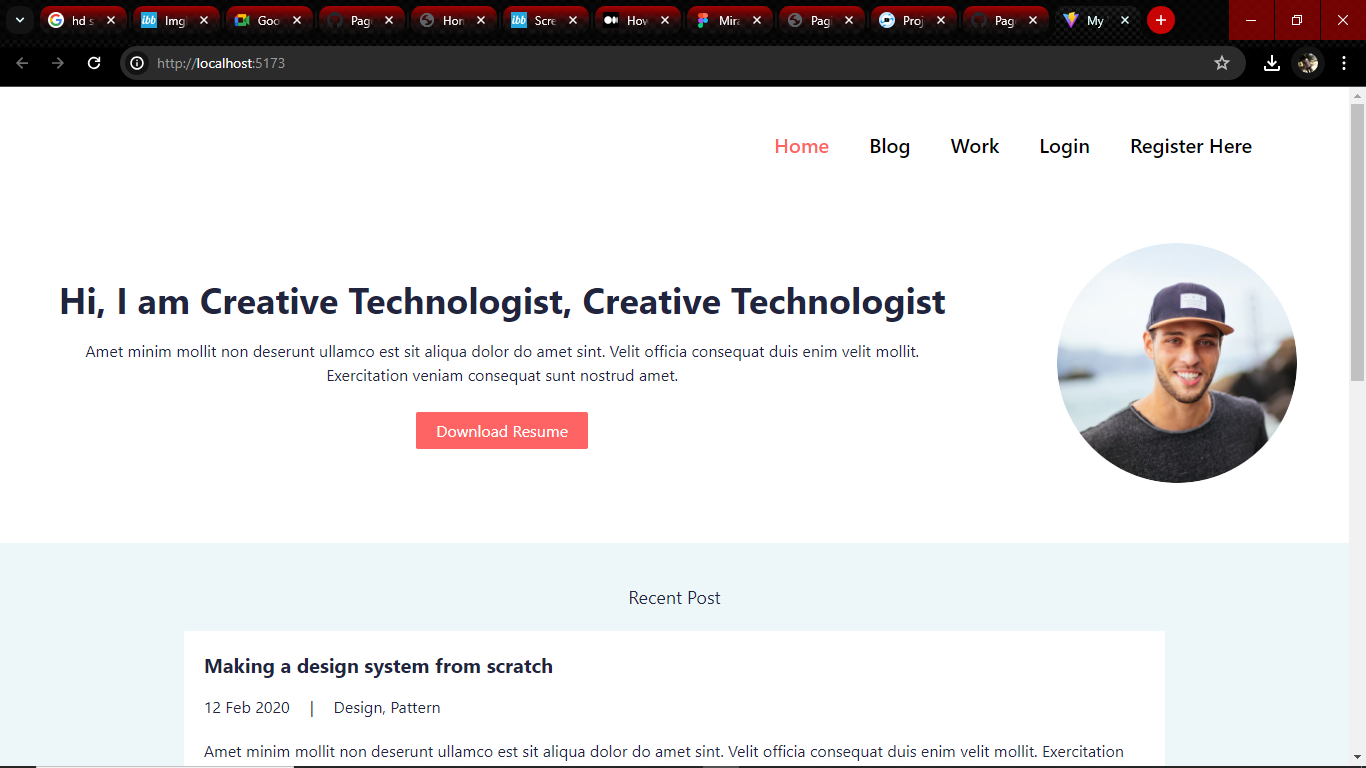 hd s
Img
Goo
Pag
Hor
Scre
How
Mira
Pag
Proj
Pag
My
http://localhost:5173
Home Blog Work Login Register Here
Hi, I am Creative Technologist, Creative Technologist
Amet minim mollit non deserunt ullamco est sit aliqua dolor do amet sint. Velit officia consequat duis enim velit mollit.
Exercitation veniam consequat sunt nostrud amet.
Download Resume
Recent Post
Making a design system from scratch
12 Feb 2020 | Design, Pattern
Amet minim mollit non deserunt ullamco est sit aliqua dolor do amet sint. Velit officia consequat duis enim velit mollit. Exercitation